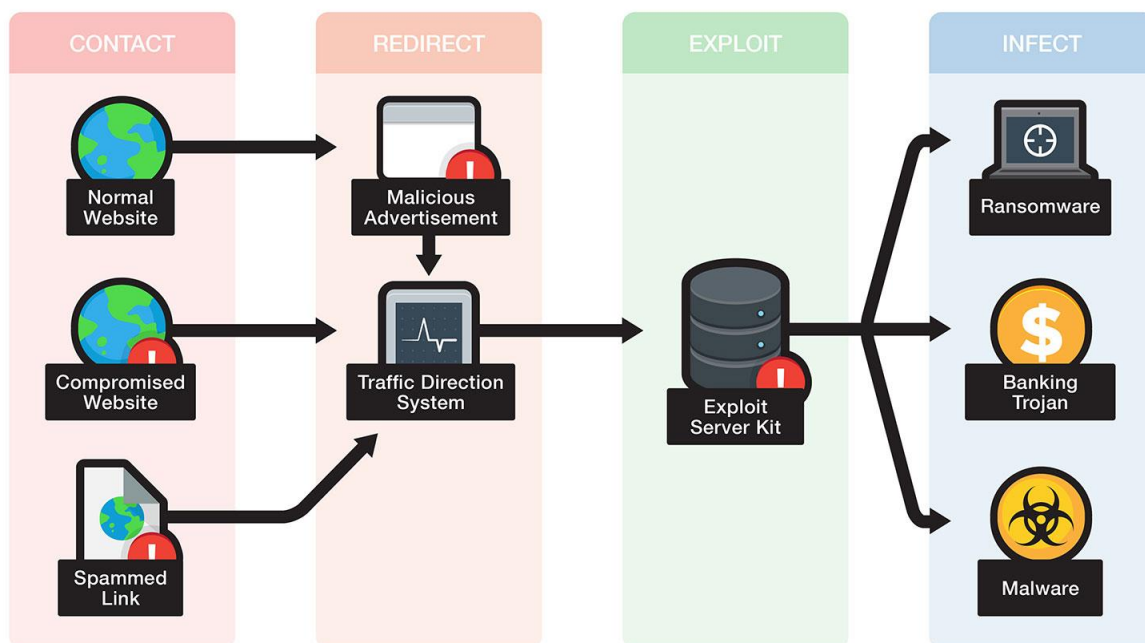 CONTACT
REDIRECT
EXPLOIT
INFECT
Normal
Website
Malicious
Advertisement
Ransomware
Compromised
Website
Traffic Direction
System
Exploit
Server Kit
Banking
Trojan
Spammed
Link
Malware